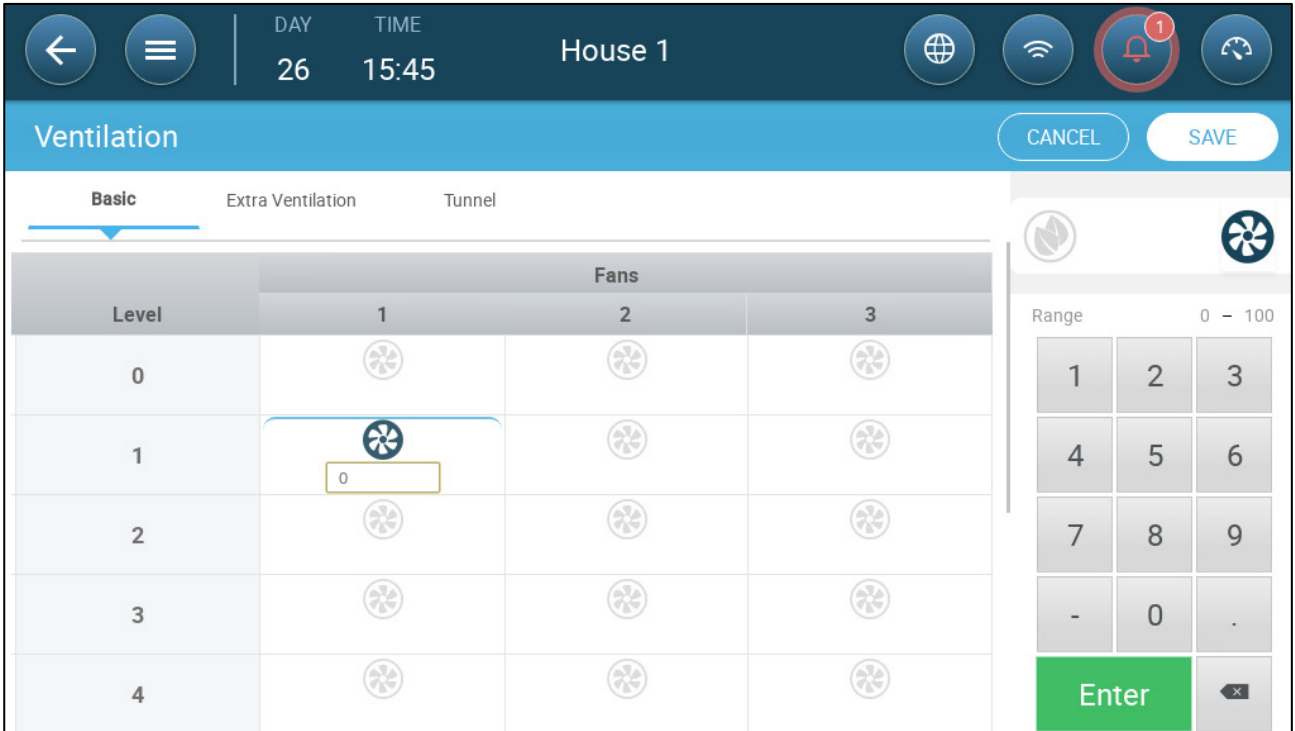 DAY TIME
26 15:45
House 1
1
Ventilation
CANCEL
SAVE
Basic Extra Ventilation Tunnel
Fans
Level 1 2 3
0
1
0
2
3
4
Range 0 – 100
1 2 3
4 5 6
7 8 9
- 0 .
Enter